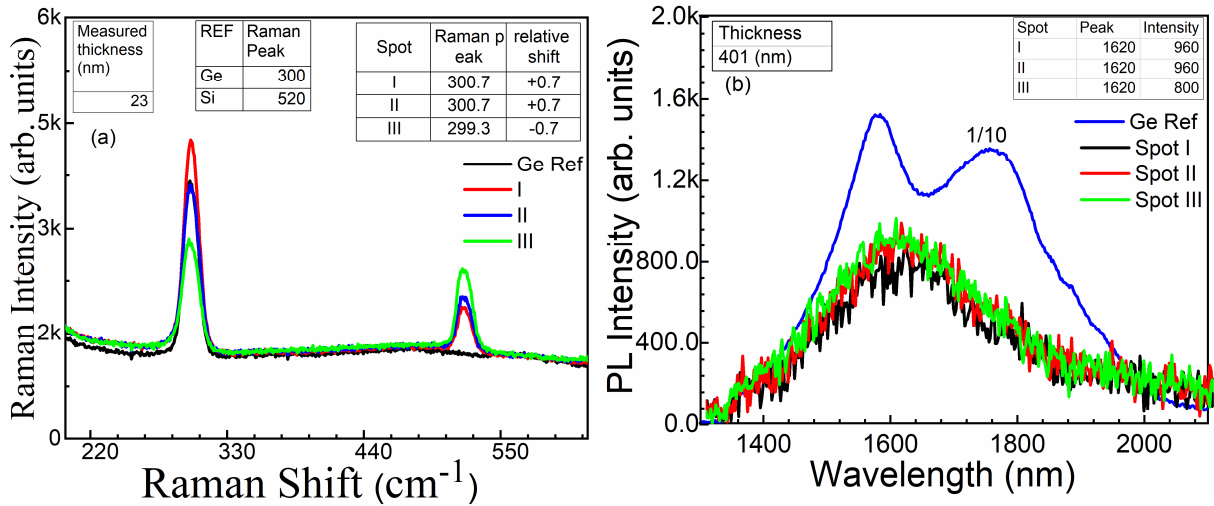 6k
5k
3k
2k
0
Raman Intensity (arb. units)
Measured
thickness
(nm)
23
REF Raman
Peak
Ge 300
Si 520
Spot Raman p
eak relative
shift
I 300.7 +0.7
II 300.7 +0.7
III 299.3 -0.7
(a)
Ge Ref
I
II
III
220 330 440 550
Raman Shift (cm-1)
2.0k
1.6k
1.2k
800.0
400.0
0.0
PL Intensity (arb. units)
Thickness
401 (nm)
(b)
Spot Peak Intensity
I 1620 960
II 1620 960
III 1620 800
1/10
Ge Ref
Spot I
Spot II
Spot III
1400 1600 1800 2000
Wavelength (nm)